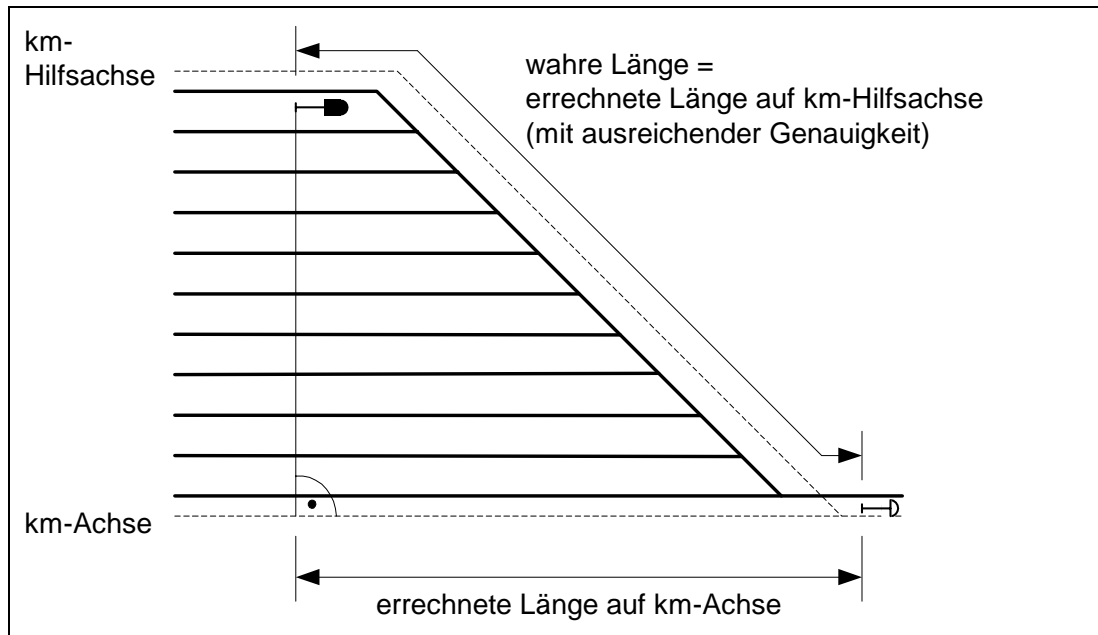 km-
Hilfsachse
wahre Länge =
errechnete Länge auf km-Hilfsachse
(mit ausreichender Genauigkeit)
km-Achse
errechnete Länge auf km-Achse